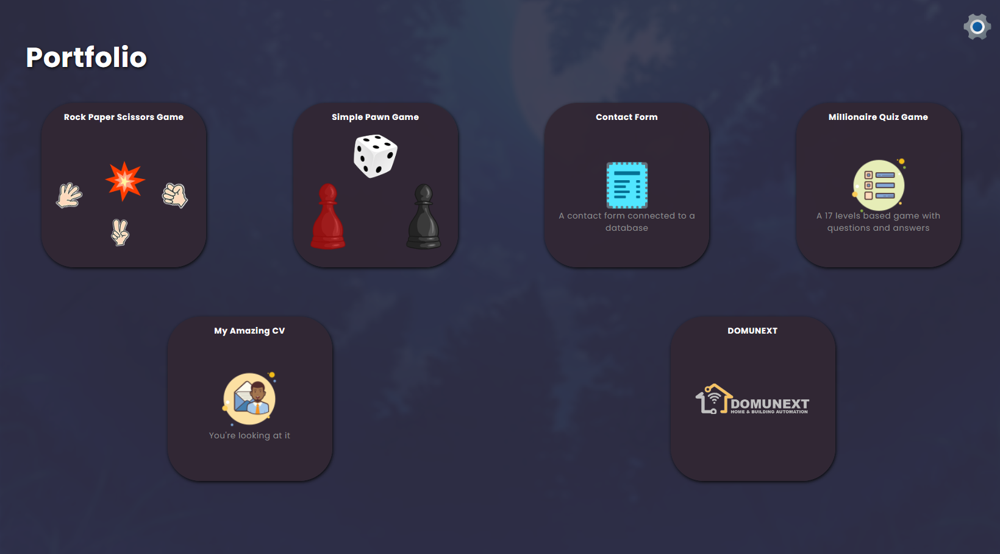 Portfolio
Rock Paper Scissors Game
Simple Pawn Game
Contact Form
A contact form connected to a
database
Millionaire Quiz Game
A 17 levels based game with
questions and answers
My Amazing CV
You're looking at it
DOMUNEXT
DOMUNEXT
HOME & BUILDING AUTOMATION